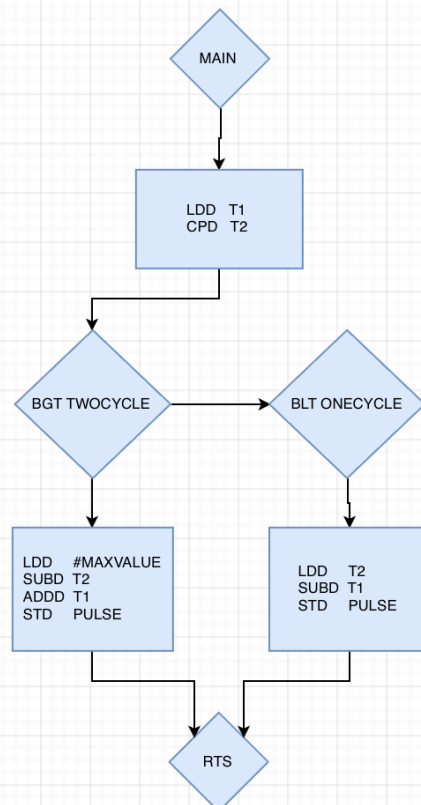 MAIN
LDD T1
CPD T2
BGT TWOCYCLE
BLT ONECYCLE
LDD #MAXVALUE
SUBD T2
ADDD T1
STD PULSE
LDD T2
SUBD T1
STD PULSE
RTS